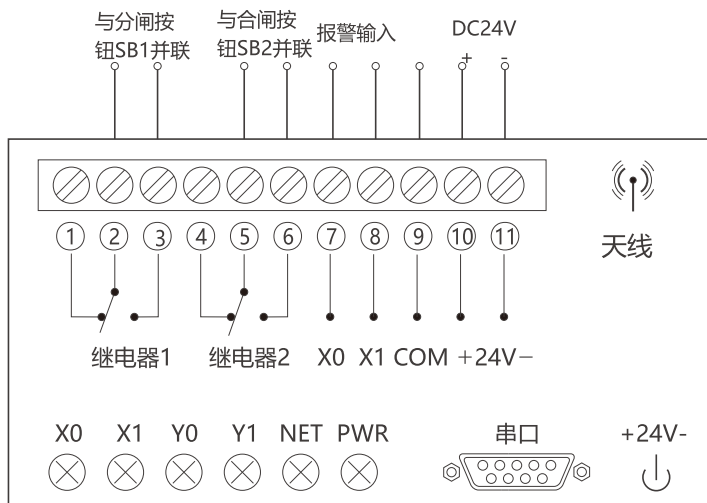 与分闸按
钮SB1并联
与合闸按
钮SB2并联
报警输入
DC24V
+ -
天线
1 2 3 4 5 6 7 8 9 10 11
继电器1 继电器2 X0 X1 COM +24V-
X0 X1 Y0 Y1 NET PWR 串口 +24V-